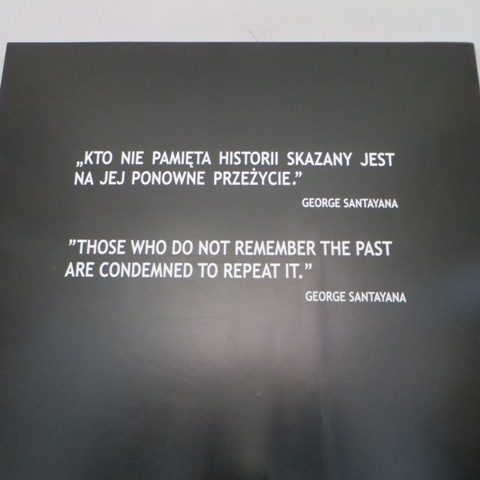 „KTO NIE PAMIĘTA HISTORII SKAZANY JEST
NA JEJ PONOWNE PRZEŻYCIE.”
GEORGE SANTAYANA
”THOSE WHO DO NOT REMEMBER THE PAST
ARE CONDEMNED TO REPEAT IT.”
GEORGE SANTAYANA